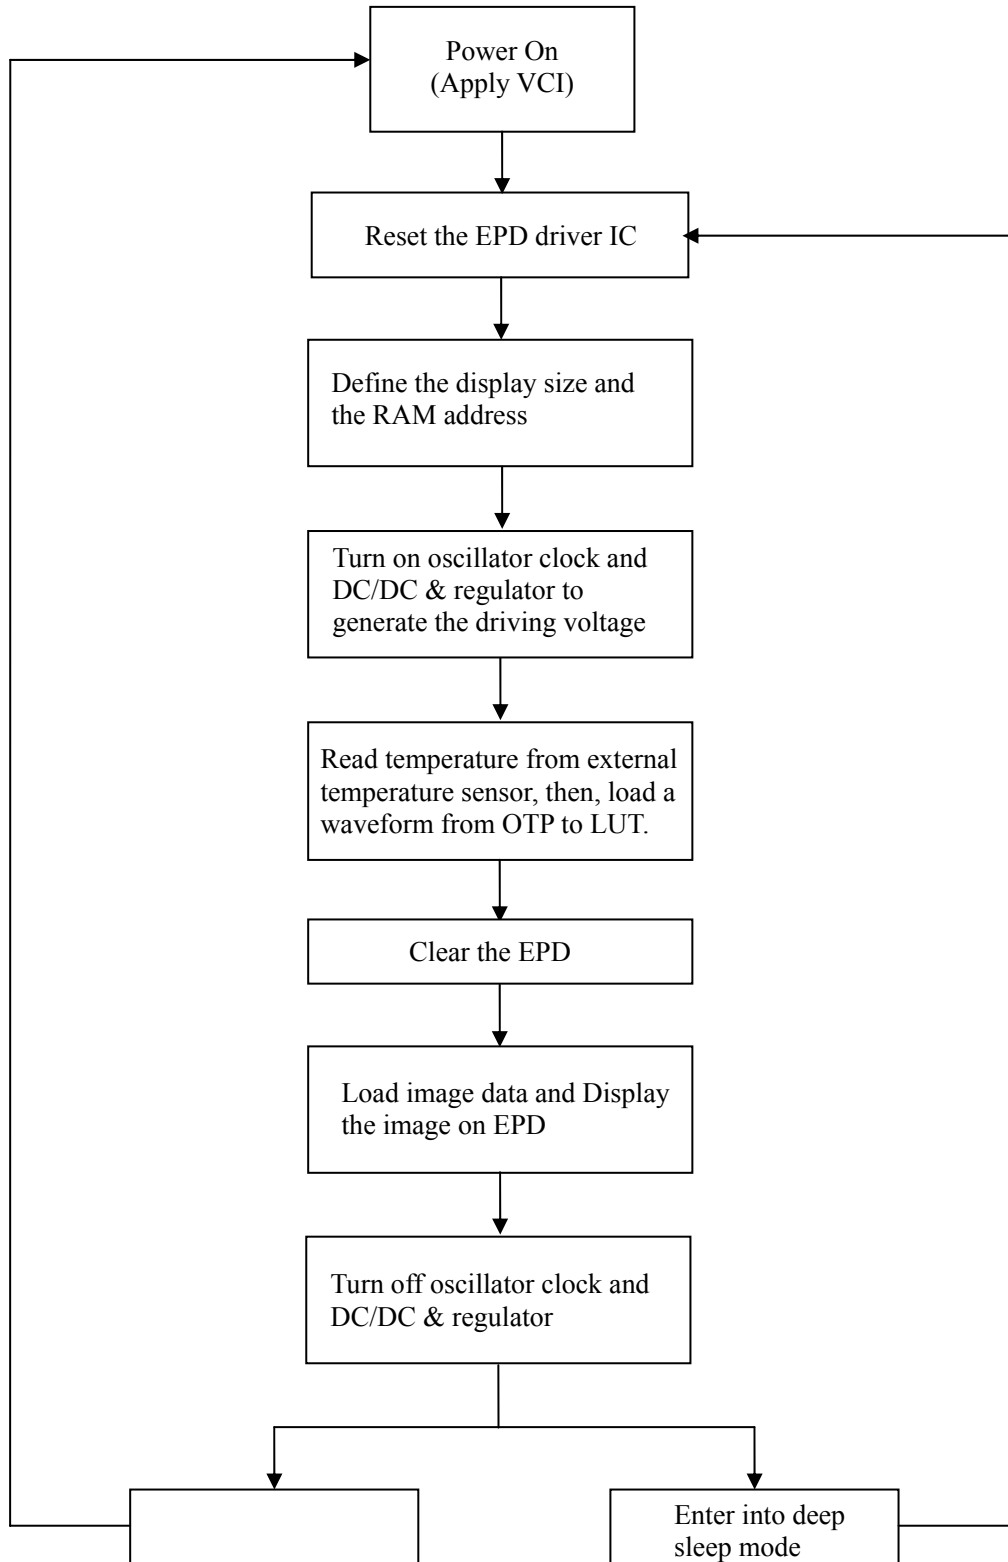 Power On
(Apply VCI)
Reset the EPD driver IC
Define the display size and
the RAM address
Turn on oscillator clock and
DC/DC & regulator to
generate the driving voltage
Read temperature from external
temperature sensor, then, load a
waveform from OTP to LUT.
Clear the EPD
Load image data and Display
the image on EPD
Turn off oscillator clock and
DC/DC & regulator
Enter into deep
sleep mode